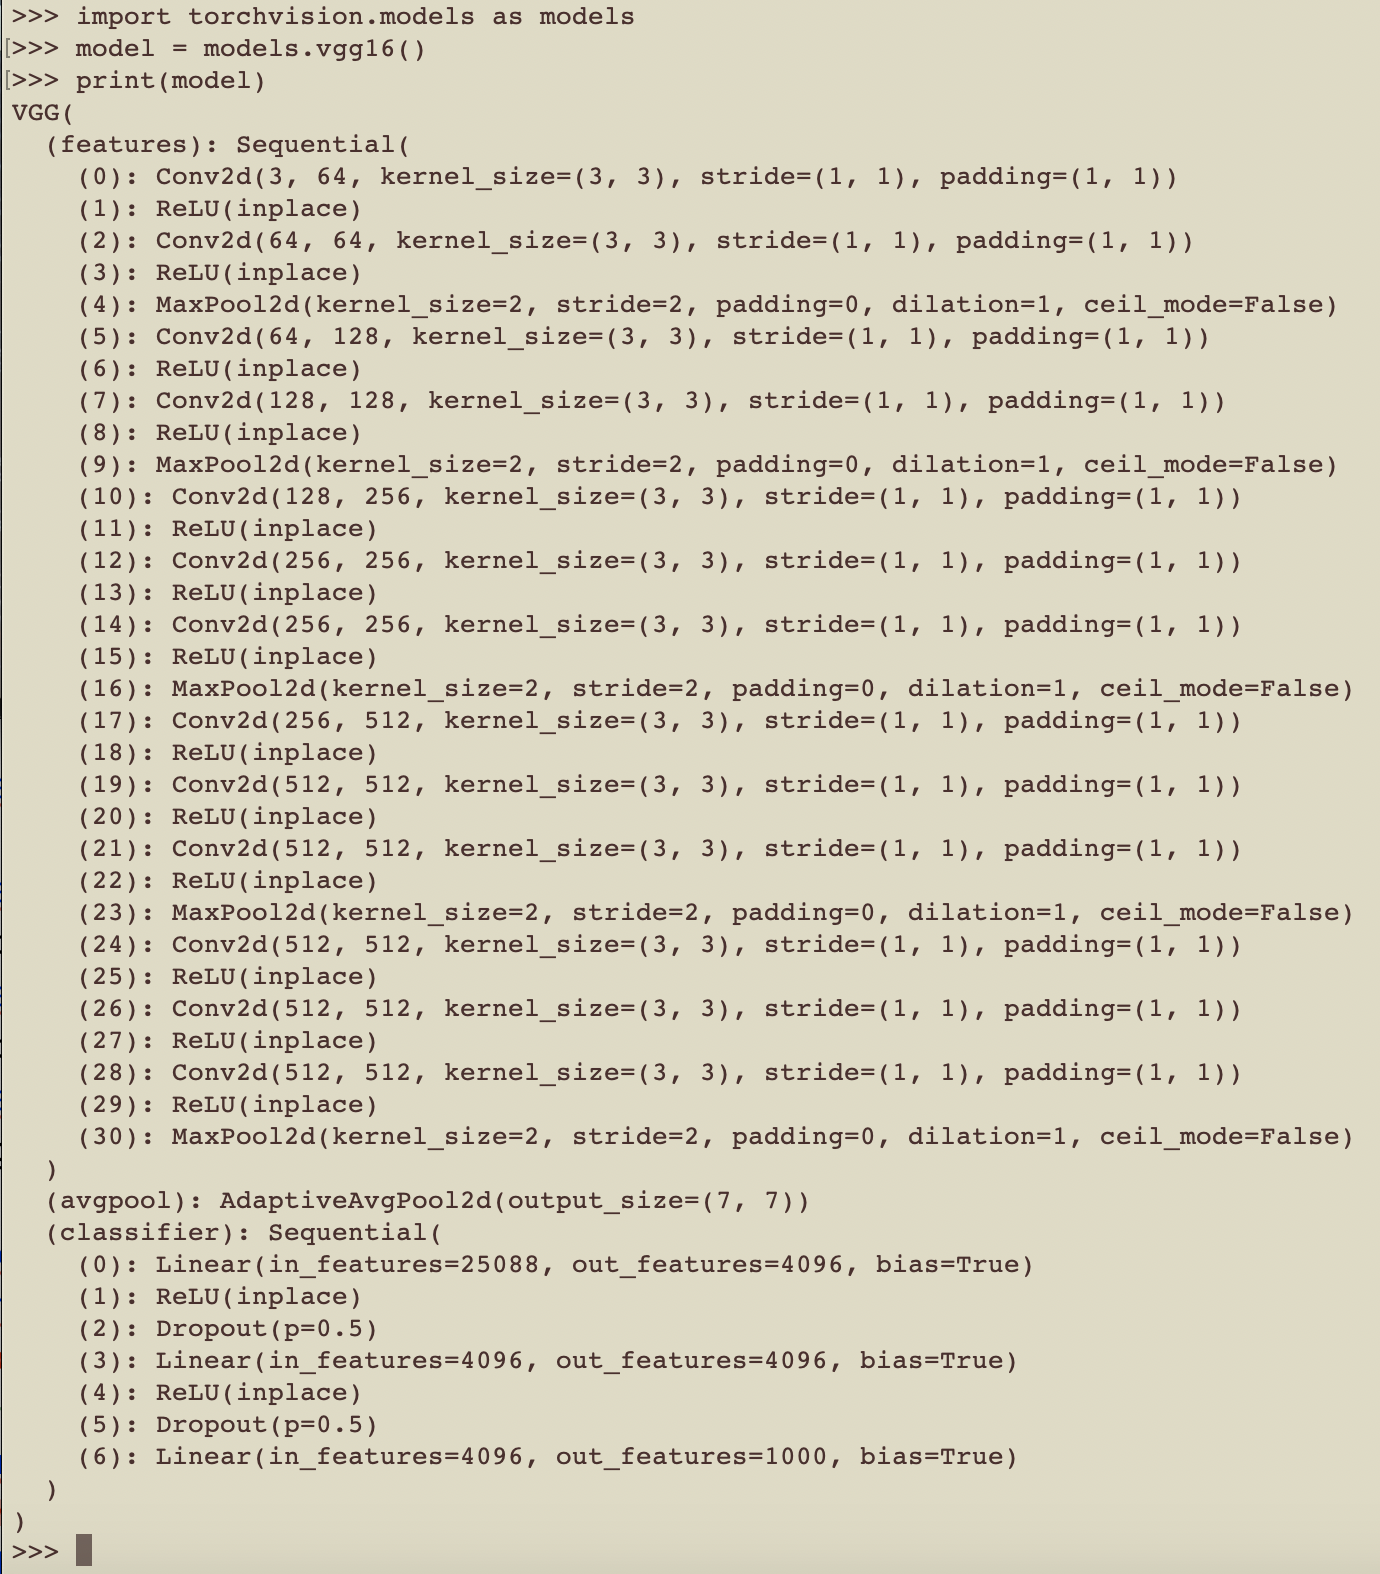 >>> import torchvision.models as models
[>>> model = models.vgg16()
[>>> print(model)
VGG(
  (features): Sequential(
    (0): Conv2d(3, 64, kernel_size=(3, 3), stride=(1, 1), padding=(1, 1))
    (1): ReLU(inplace)
    (2): Conv2d(64, 64, kernel_size=(3, 3), stride=(1, 1), padding=(1, 1))
    (3): ReLU(inplace)
    (4): MaxPool2d(kernel_size=2, stride=2, padding=0, dilation=1, ceil_mode=False)
    (5): Conv2d(64, 128, kernel_size=(3, 3), stride=(1, 1), padding=(1, 1))
    (6): ReLU(inplace)
    (7): Conv2d(128, 128, kernel_size=(3, 3), stride=(1, 1), padding=(1, 1))
    (8): ReLU(inplace)
    (9): MaxPool2d(kernel_size=2, stride=2, padding=0, dilation=1, ceil_mode=False)
    (10): Conv2d(128, 256, kernel_size=(3, 3), stride=(1, 1), padding=(1, 1))
    (11): ReLU(inplace)
    (12): Conv2d(256, 256, kernel_size=(3, 3), stride=(1, 1), padding=(1, 1))
    (13): ReLU(inplace)
    (14): Conv2d(256, 256, kernel_size=(3, 3), stride=(1, 1), padding=(1, 1))
    (15): ReLU(inplace)
    (16): MaxPool2d(kernel_size=2, stride=2, padding=0, dilation=1, ceil_mode=False)
    (17): Conv2d(256, 512, kernel_size=(3, 3), stride=(1, 1), padding=(1, 1))
    (18): ReLU(inplace)
    (19): Conv2d(512, 512, kernel_size=(3, 3), stride=(1, 1), padding=(1, 1))
    (20): ReLU(inplace)
    (21): Conv2d(512, 512, kernel_size=(3, 3), stride=(1, 1), padding=(1, 1))
    (22): ReLU(inplace)
    (23): MaxPool2d(kernel_size=2, stride=2, padding=0, dilation=1, ceil_mode=False)
    (24): Conv2d(512, 512, kernel_size=(3, 3), stride=(1, 1), padding=(1, 1))
    (25): ReLU(inplace)
    (26): Conv2d(512, 512, kernel_size=(3, 3), stride=(1, 1), padding=(1, 1))
    (27): ReLU(inplace)
    (28): Conv2d(512, 512, kernel_size=(3, 3), stride=(1, 1), padding=(1, 1))
    (29): ReLU(inplace)
    (30): MaxPool2d(kernel_size=2, stride=2, padding=0, dilation=1, ceil_mode=False)
  )
  (avgpool): AdaptiveAvgPool2d(output_size=(7, 7))
  (classifier): Sequential(
    (0): Linear(in_features=25088, out_features=4096, bias=True)
    (1): ReLU(inplace)
    (2): Dropout(p=0.5)
    (3): Linear(in_features=4096, out_features=4096, bias=True)
    (4): ReLU(inplace)
    (5): Dropout(p=0.5)
    (6): Linear(in_features=4096, out_features=1000, bias=True)
  )
)
>>>